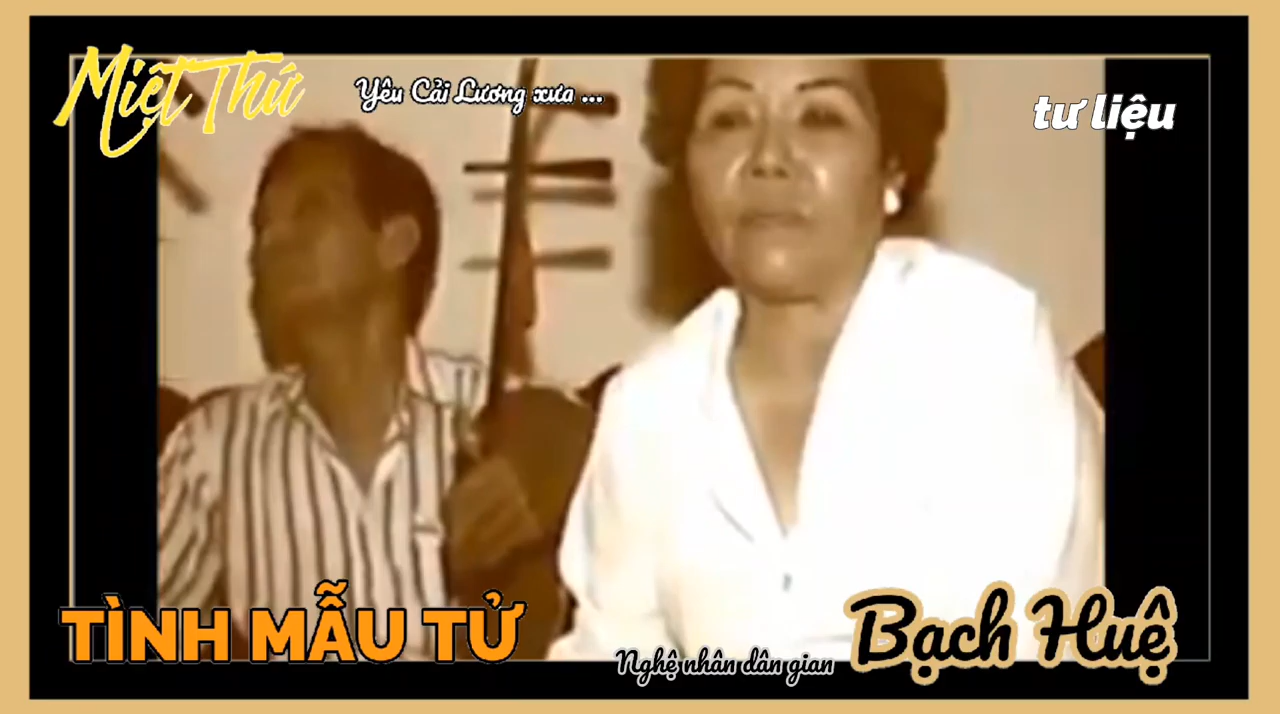 Miệt Thứ
Yêu Cải Lương xưa ...
tư liệu
TÌNH MẪU TỬ
Nghệ nhân dân gian
Bạch Huệ